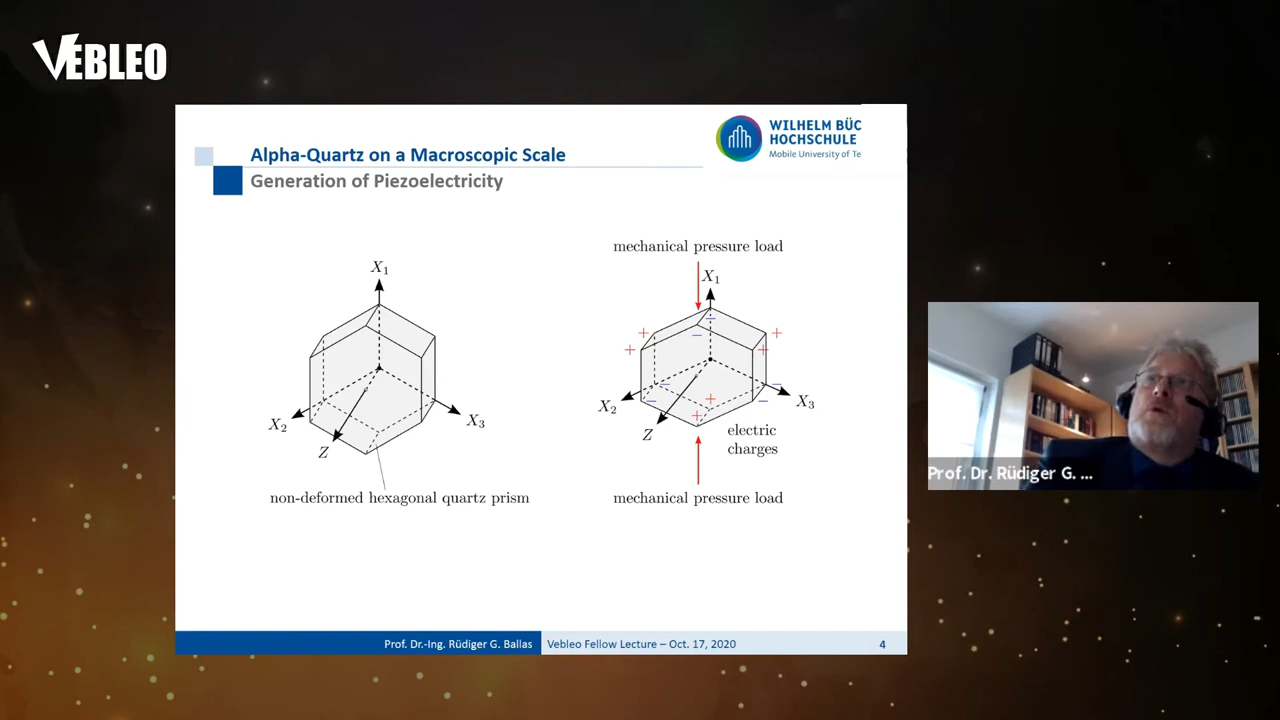 VEBLEO
WILHELM BÜC
HOCHSCHULE
Mobile University of Te
Alpha-Quartz on a Macroscopic Scale
Generation of Piezoelectricity
X1
X2
X3
Z
non-deformed hexagonal quartz prism
mechanical pressure load
X1
+
−
+
+
−
+
+
X2
−
−
+
+
−
−
X3
Z
electric
charges
mechanical pressure load
Prof. Dr. Rüdiger G. ...
Prof. Dr.-Ing. Rüdiger G. Ballas
Vebleo Fellow Lecture – Oct. 17, 2020
4